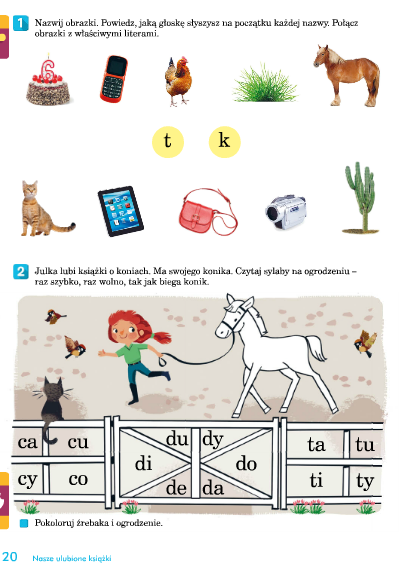 1 Nazwij obrazki. Powiedz, jaką głoskę słyszysz na początku każdej nazwy. Połącz
obrazki z właściwymi literami.
6
t k
2 Julka lubi książki o koniach. Ma swojego konika. Czytaj sylaby na ogrodzeniu –
raz szybko, raz wolno, tak jak biega konik.
ca cu du dy ta tu
di do
cy co de da ti ty
Pokoloruj źrebaka i ogrodzenie.
20 Nasze ulubione książki